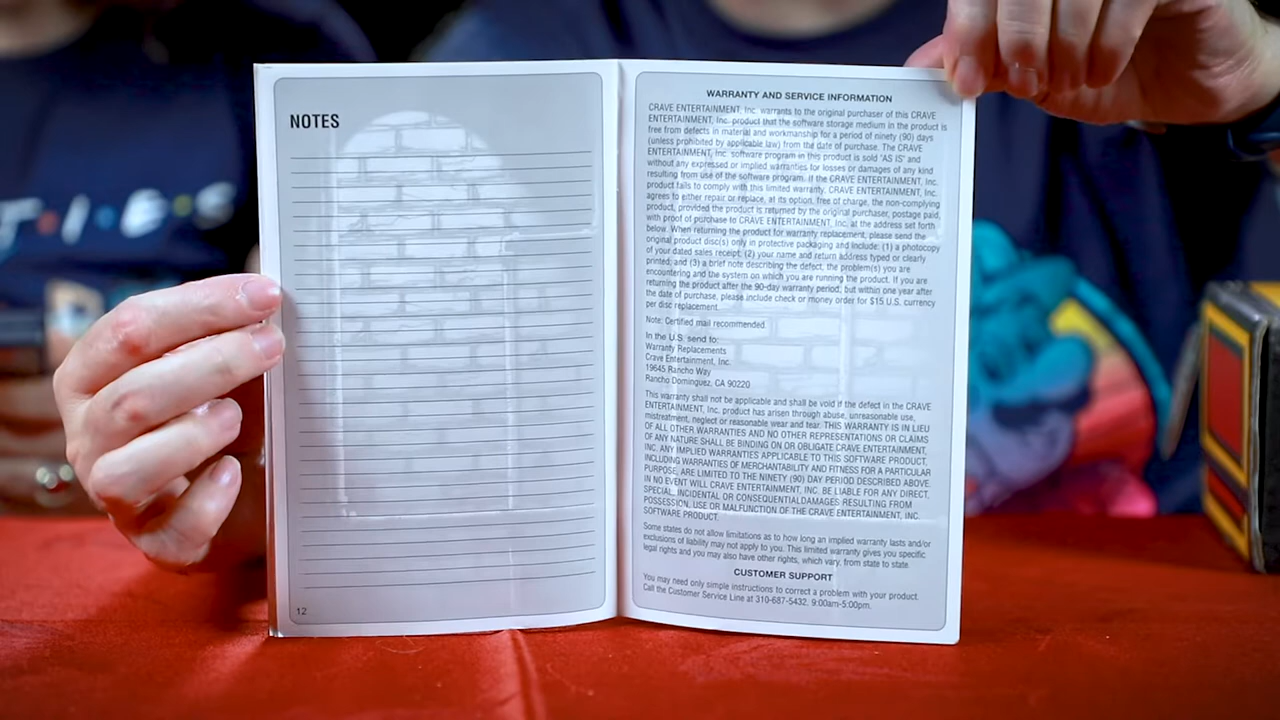 NOTES
12
WARRANTY AND SERVICE INFORMATION
CRAVE ENTERTAINMENT, Inc. warrants to the original purchaser of this CRAVE
ENTERTAINMENT, Inc. product that the software storage medium in the product is
free from defects in material and workmanship for a period of ninety (90) days
(unless prohibited by applicable law) from the date of purchase. The CRAVE
ENTERTAINMENT, Inc. software program in this product is sold "AS IS" and
without any expressed or implied warranties for losses or damages of any kind
resulting from use of the software program. If the CRAVE ENTERTAINMENT, Inc.
product fails to comply with this limited warranty, CRAVE ENTERTAINMENT, Inc.
agrees to either repair or replace, at its option, free of charge, the non-complying
product, provided the product is returned by the original purchaser, postage paid,
with proof of purchase to CRAVE ENTERTAINMENT, Inc. at the address set forth
below. When returning the product for warranty replacement, please send the
original product disc(s) only in protective packaging and include: (1) a photocopy
of your dated sales receipt; (2) your name and return address typed or clearly
printed; and (3) a brief note describing the defect, the problem(s) you are
encountering and the system on which you are running the product. If you are
returning the product after the 90-day warranty period, but within one year after
the date of purchase, please include check or money order for $15 U.S. currency
per disc replacement.
Note: Certified mail recommended.
In the U.S. send to:
Warranty Replacements
Crave Entertainment, Inc.
19645 Rancho Way
Rancho Dominguez, CA 90220
This warranty shall not be applicable and shall be void if the defect in the CRAVE
ENTERTAINMENT, Inc. product has arisen through abuse, unreasonable use,
mistreatment, neglect or reasonable wear and tear. THIS WARRANTY IS IN LIEU
OF ALL OTHER WARRANTIES AND NO OTHER REPRESENTATIONS OR CLAIMS
OF ANY NATURE SHALL BE BINDING ON OR OBLIGATE CRAVE ENTERTAINMENT,
INC. ANY IMPLIED WARRANTIES APPLICABLE TO THIS SOFTWARE PRODUCT,
INCLUDING WARRANTIES OF MERCHANTABILITY AND FITNESS FOR A PARTICULAR
PURPOSE, ARE LIMITED TO THE NINETY (90) DAY PERIOD DESCRIBED ABOVE.
IN NO EVENT WILL CRAVE ENTERTAINMENT, INC. BE LIABLE FOR ANY DIRECT,
SPECIAL, INCIDENTAL OR CONSEQUENTIALDAMAGES RESULTING FROM
POSSESSION, USE OR MALFUNCTION OF THE CRAVE ENTERTAINMENT, INC.
SOFTWARE PRODUCT.
Some states do not allow limitations as to how long an implied warranty lasts and/or
exclusions of liability may not apply to you. This limited warranty gives you specific
legal rights and you may also have other rights, which vary, from state to state.
CUSTOMER SUPPORT
You may need only simple instructions to correct a problem with your product.
Call the Customer Service Line at 310-687-5432. 9:00am-5:00pm.